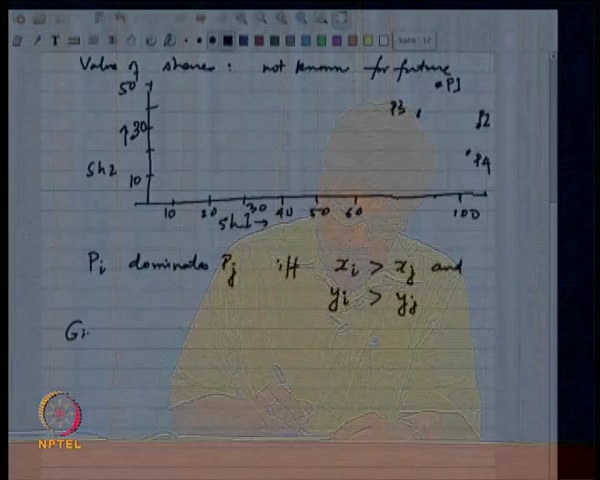 Value of shares : not known for future
50
P1
P3
↑30
P2
Sh2
P4
10
10 20 30 40 50 60 100
Sh1→
Pi dominates Pj iff xi > xj and
yi > yj
Gi
NPTEL